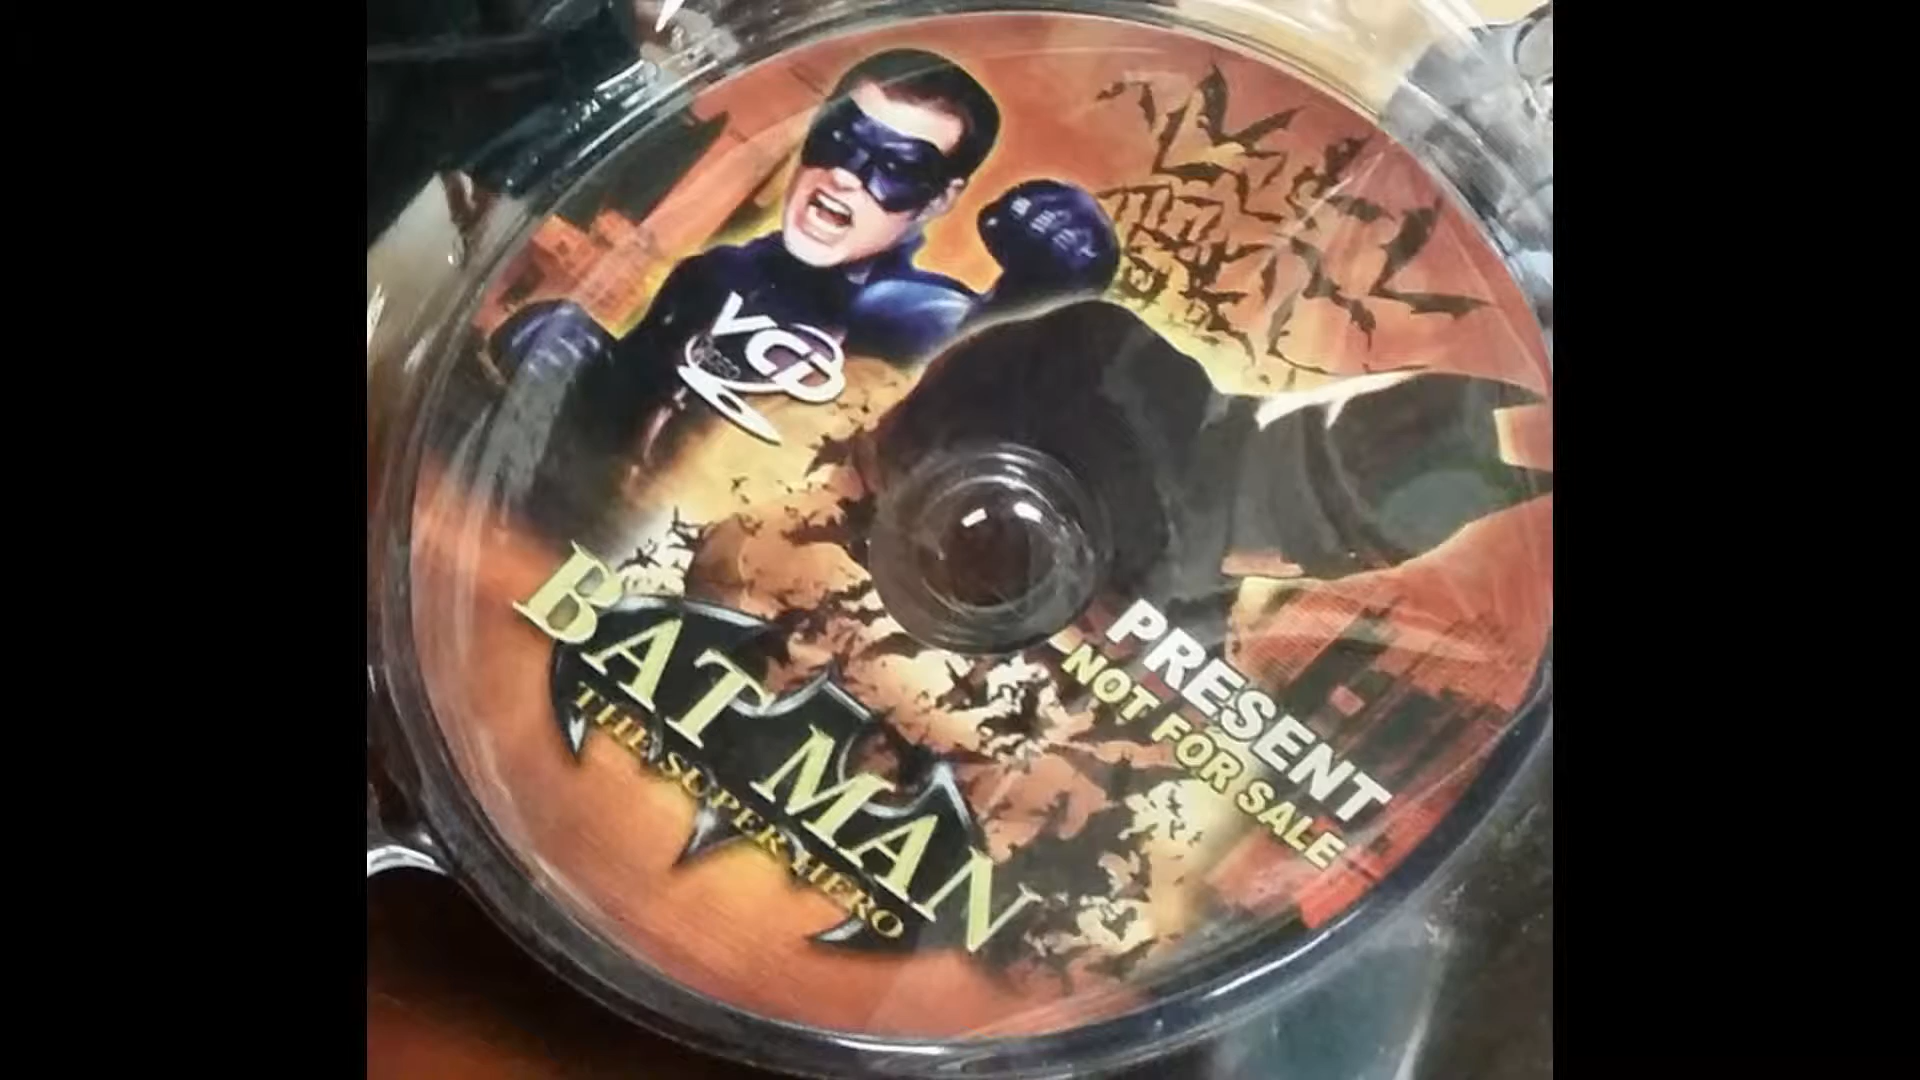 VCD
BAT MAN
THE SUPER HERO
PRESENT
NOT FOR SALE